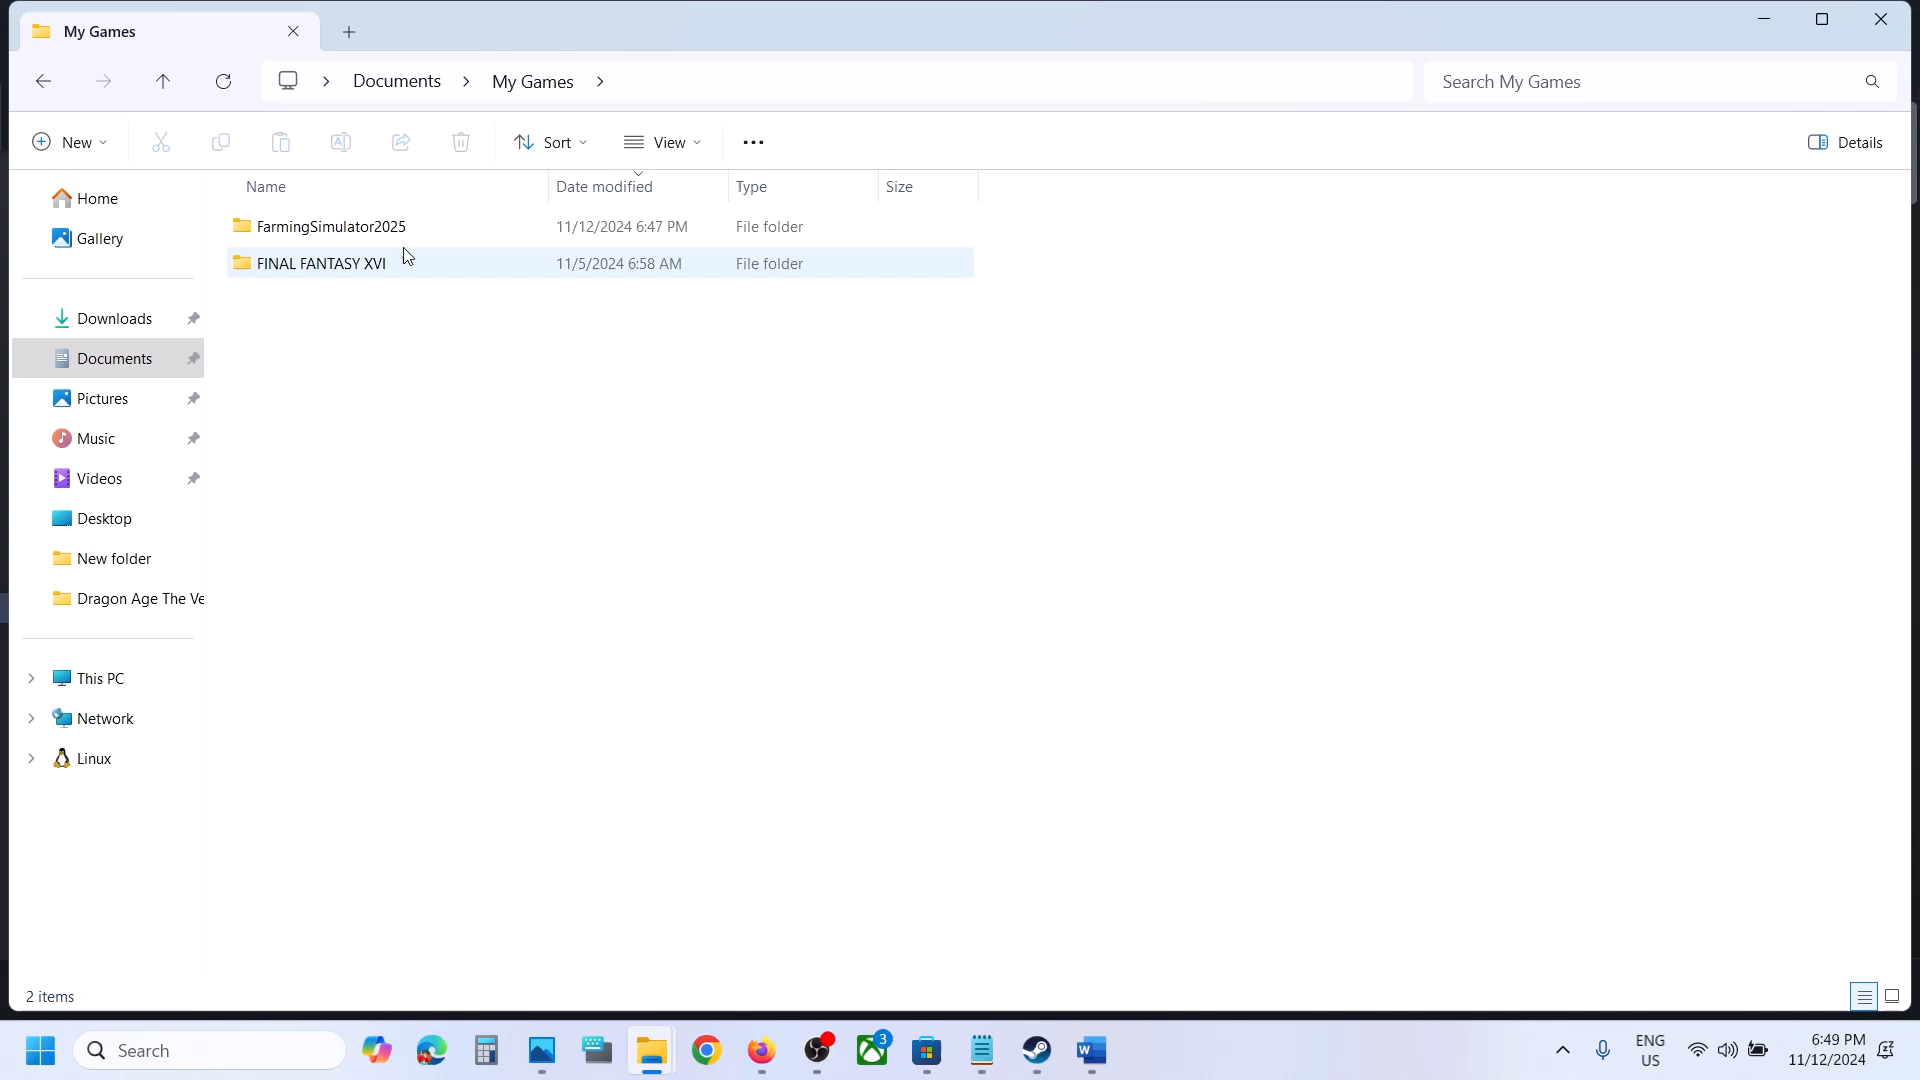 My Games
Documents
My Games
Search My Games
New
Sort
View
Details
Name
Date modified
Type
Size
FarmingSimulator2025
11/12/2024 6:47 PM
File folder
FINAL FANTASY XVI
11/5/2024 6:58 AM
File folder
Home
Gallery
Downloads
Documents
Pictures
Music
Videos
Desktop
New folder
Dragon Age The Ve
This PC
Network
Linux
2 items
Search
3
ENG
US
6:49 PM
11/12/2024